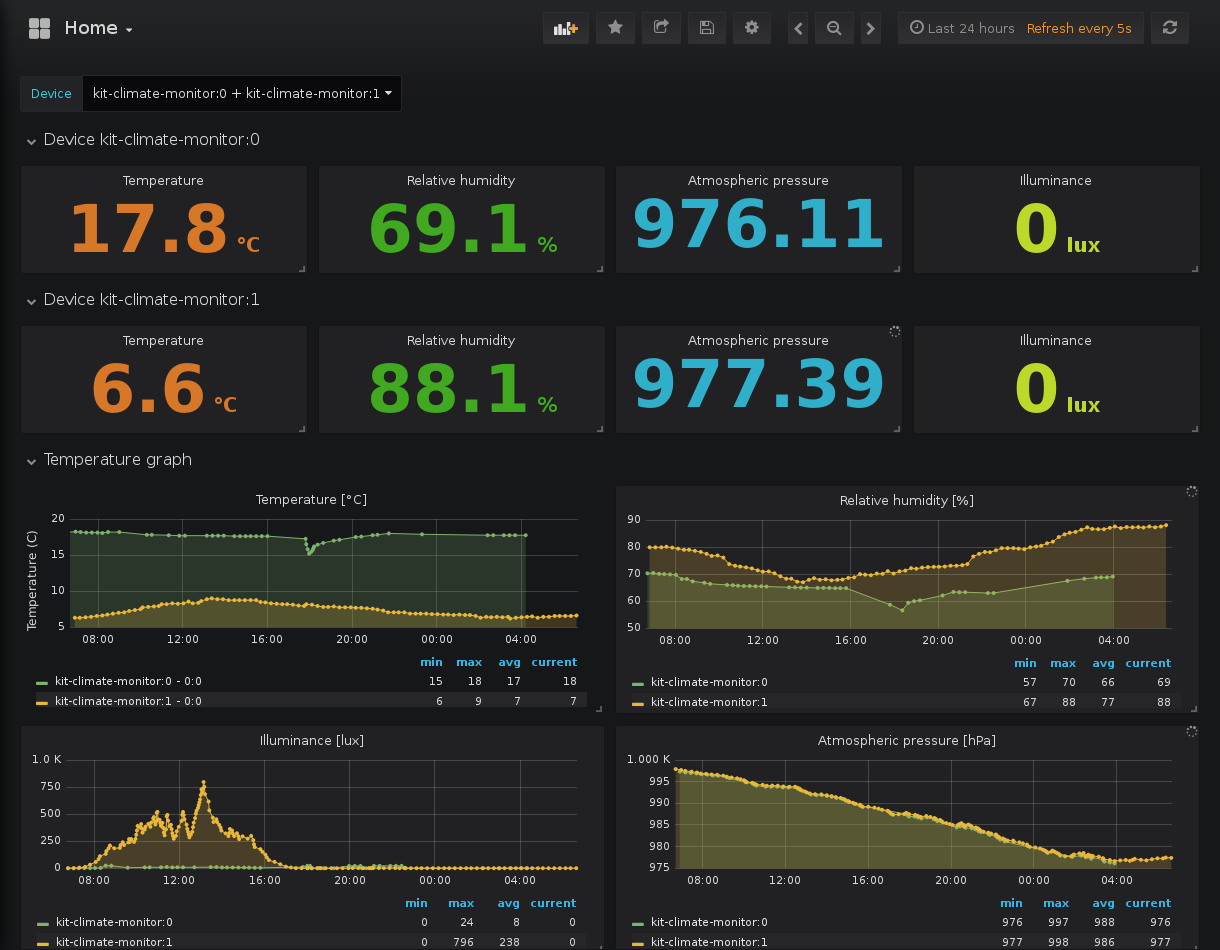 Home
Last 24 hours Refresh every 5s
Device kit-climate-monitor:0 + kit-climate-monitor:1
Device kit-climate-monitor:0
Temperature Relative humidity Atmospheric pressure Illuminance
17.8 °C 69.1 % 976.11 0 lux
Device kit-climate-monitor:1
Temperature Relative humidity Atmospheric pressure Illuminance
6.6 °C 88.1 % 977.39 0 lux
Temperature graph
Temperature [°C]
Temperature (C)
20
15
10
5
08:00 12:00 16:00 20:00 00:00 04:00
min max avg current
kit-climate-monitor:0 - 0:0 15 18 17 18
kit-climate-monitor:1 - 0:0 6 9 7 7
Relative humidity [%]
90
80
70
60
50
08:00 12:00 16:00 20:00 00:00 04:00
min max avg current
kit-climate-monitor:0 57 70 66 69
kit-climate-monitor:1 67 88 77 88
Illuminance [lux]
1.0 K
750
500
250
0
08:00 12:00 16:00 20:00 00:00 04:00
min max avg current
kit-climate-monitor:0 0 24 8 0
kit-climate-monitor:1 0 796 238 0
Atmospheric pressure [hPa]
1.000 K
995
990
985
980
975
08:00 12:00 16:00 20:00 00:00 04:00
min max avg current
kit-climate-monitor:0 976 997 988 976
kit-climate-monitor:1 977 998 986 977